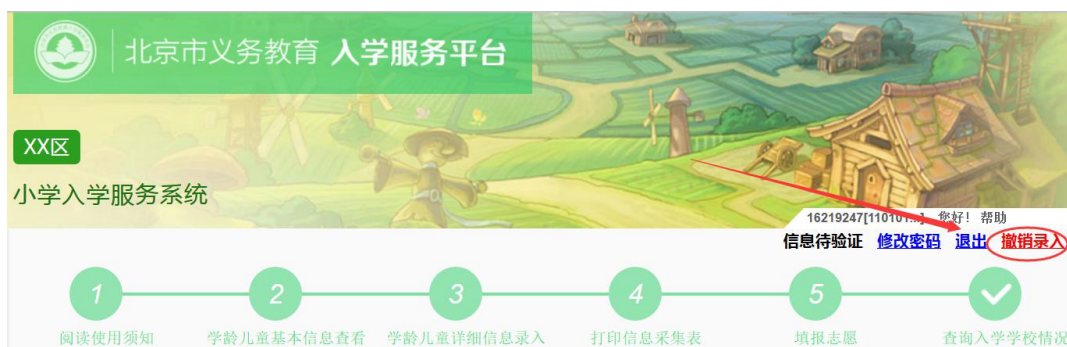 北京市义务教育 入学服务平台
XX区
小学入学服务系统
16219247[110101...] 您好! 帮助
信息待验证 修改密码 退出 撤销录入
1 2 3 4 5
阅读使用须知 学龄儿童基本信息查看 学龄儿童详细信息录入 打印信息采集表 填报志愿 查询入学学校情况